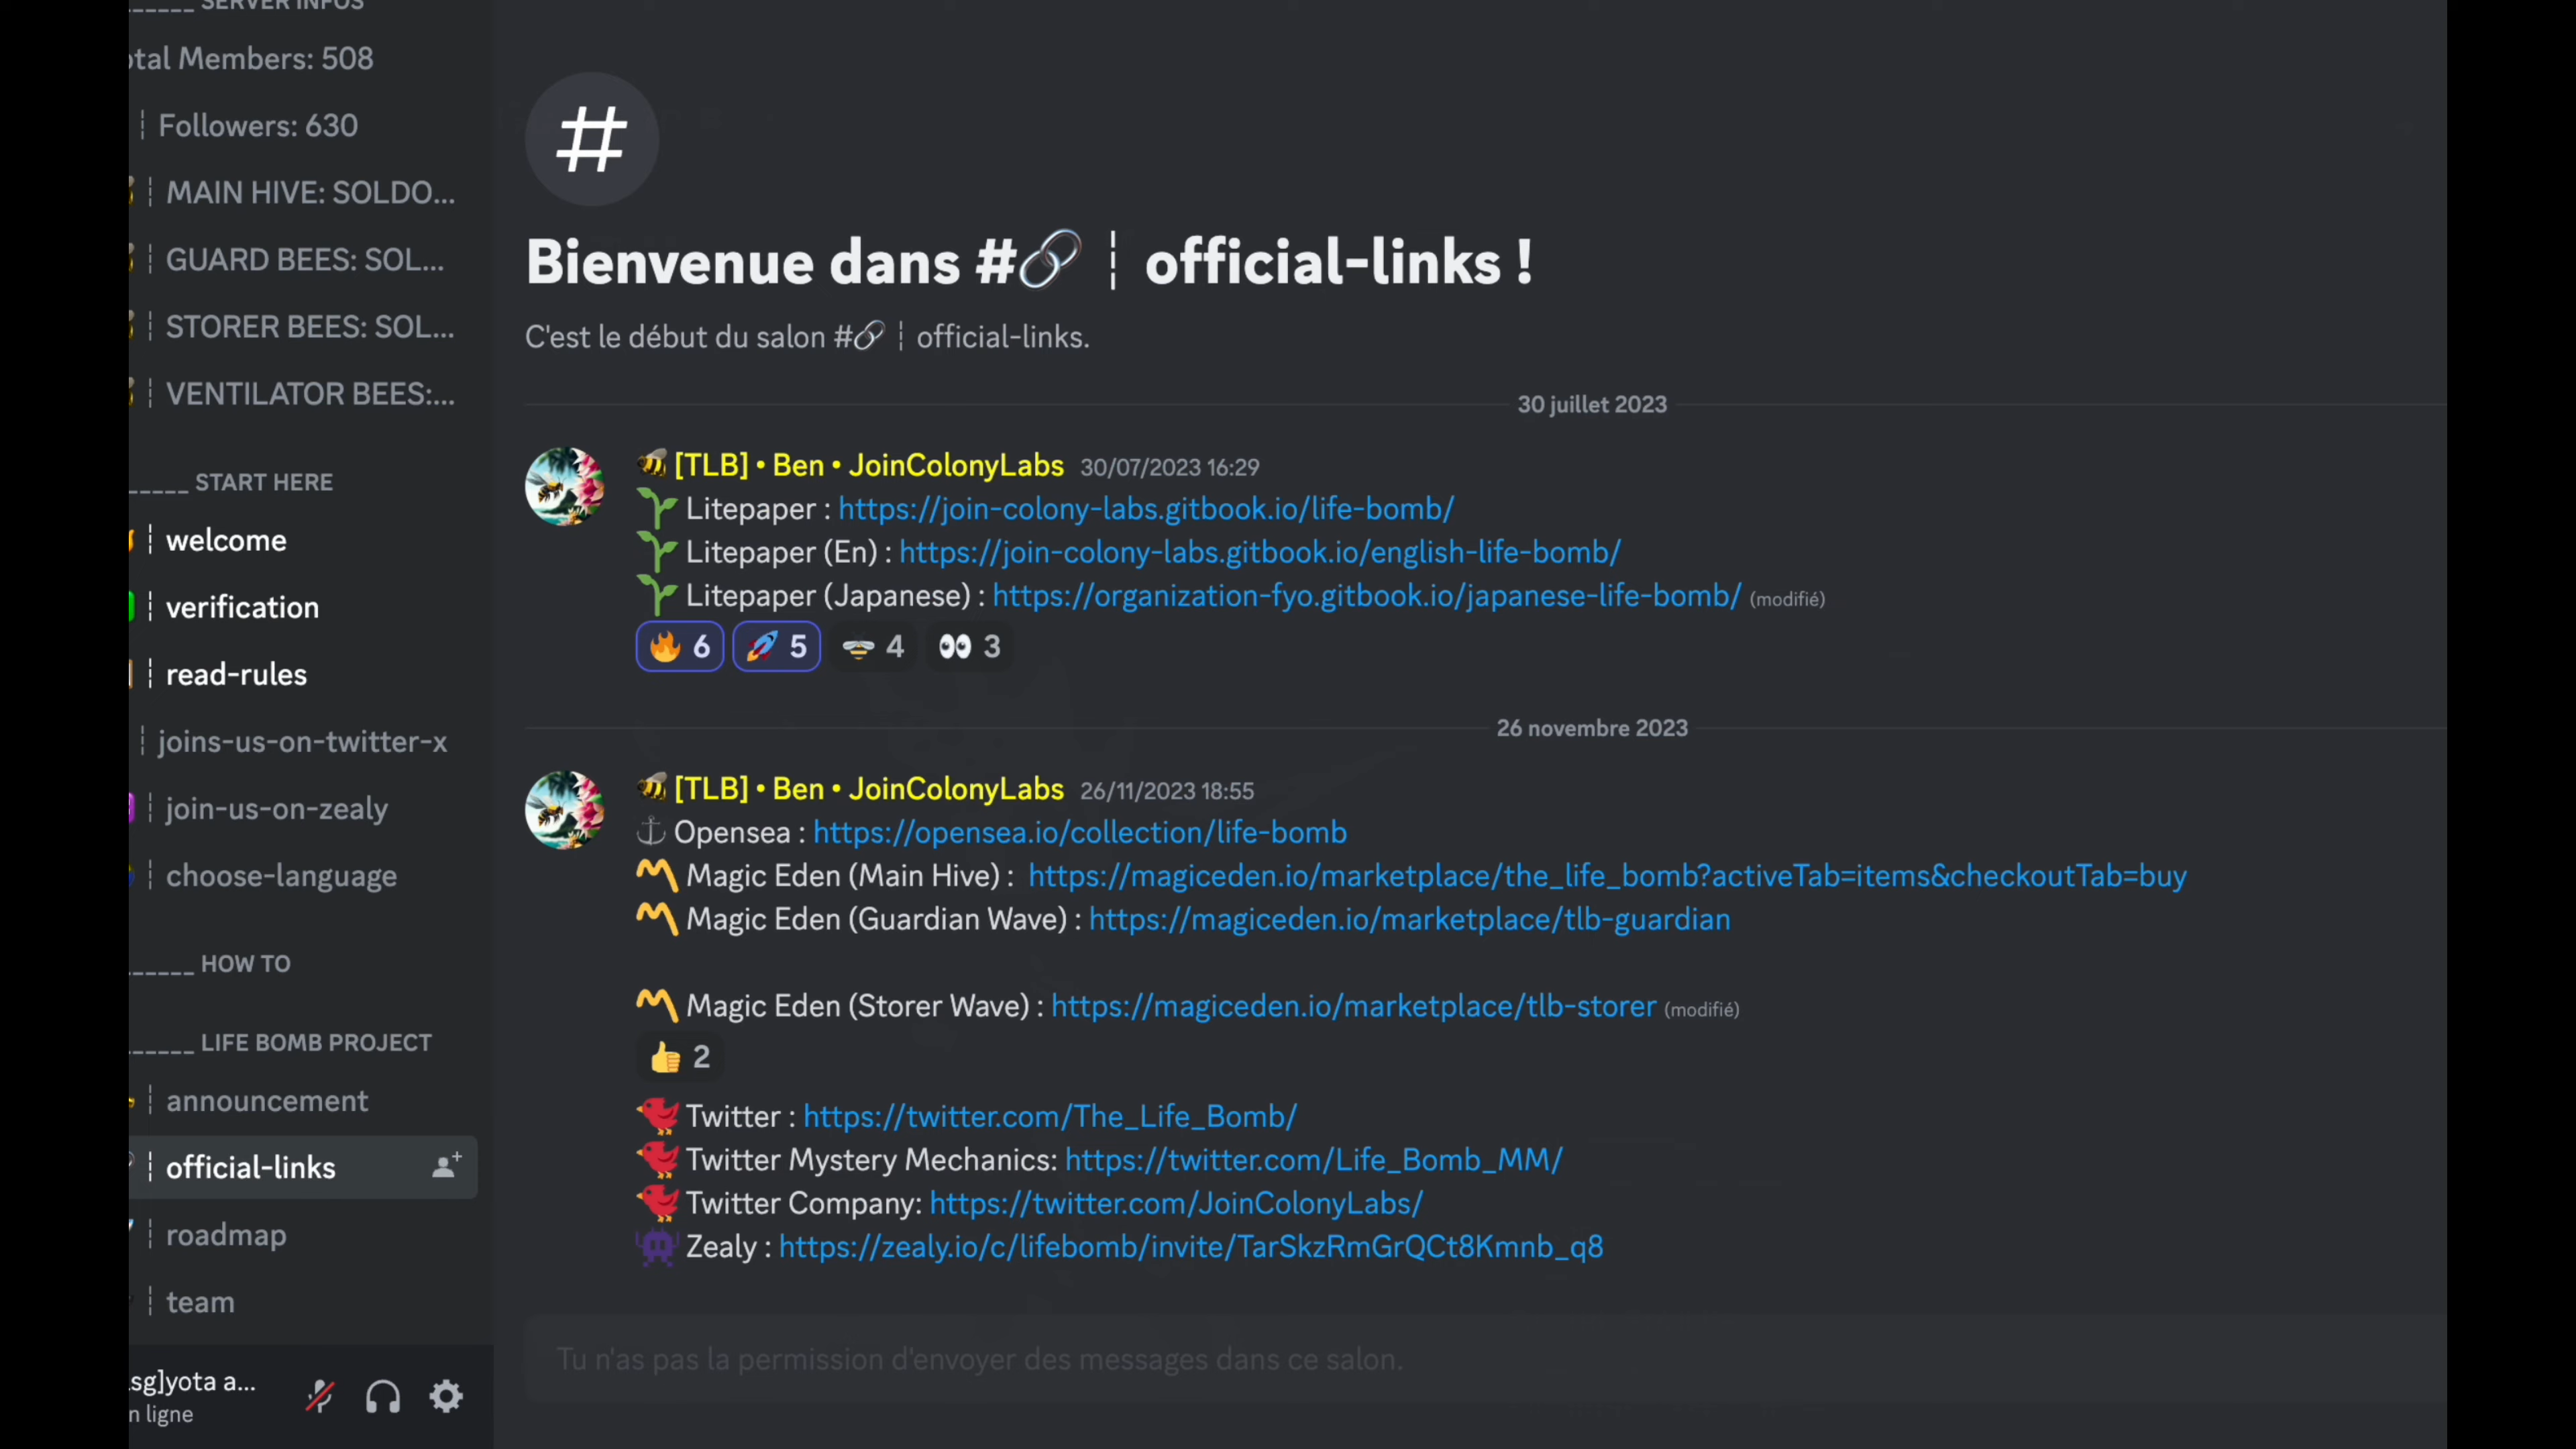 SERVER INFOS
tal Members: 508
Followers: 630
MAIN HIVE: SOLDO...
GUARD BEES: SOL...
STORER BEES: SOL...
VENTILATOR BEES:...
_____ START HERE
welcome
verification
read-rules
joins-us-on-twitter-x
join-us-on-zealy
choose-language
______ HOW TO
______ LIFE BOMB PROJECT
announcement
official-links
roadmap
team
sg]yota a...
n ligne
Bienvenue dans #🔗┊official-links !
C'est le début du salon #🔗┊official-links.
30 juillet 2023
[TLB] • Ben • JoinColonyLabs 30/07/2023 16:29
Litepaper : https://join-colony-labs.gitbook.io/life-bomb/
Litepaper (En) : https://join-colony-labs.gitbook.io/english-life-bomb/
Litepaper (Japanese) : https://organization-fyo.gitbook.io/japanese-life-bomb/ (modifié)
6 5 4 3
26 novembre 2023
[TLB] • Ben • JoinColonyLabs 26/11/2023 18:55
Opensea : https://opensea.io/collection/life-bomb
Magic Eden (Main Hive) : https://magiceden.io/marketplace/the_life_bomb?activeTab=items&checkoutTab=buy
Magic Eden (Guardian Wave) : https://magiceden.io/marketplace/tlb-guardian
Magic Eden (Storer Wave) : https://magiceden.io/marketplace/tlb-storer (modifié)
2
Twitter : https://twitter.com/The_Life_Bomb/
Twitter Mystery Mechanics: https://twitter.com/Life_Bomb_MM/
Twitter Company: https://twitter.com/JoinColonyLabs/
Zealy : https://zealy.io/c/lifebomb/invite/TarSkzRmGrQCt8Kmnb_q8
Tu n'as pas la permission d'envoyer des messages dans ce salon.